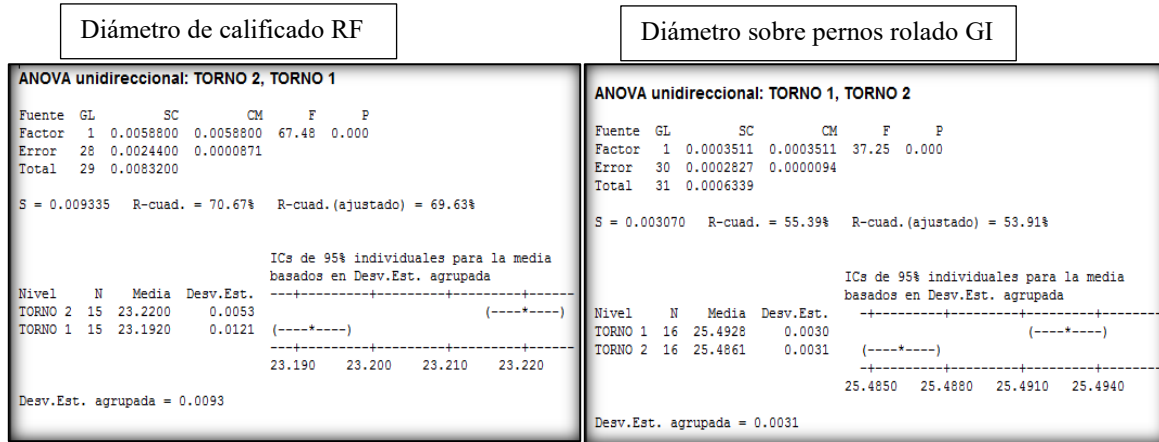 Diámetro de calificado RF
ANOVA unidireccional: TORNO 2, TORNO 1
Fuente  GL         SC         CM      F      P
Factor   1  0.0058800  0.0058800  67.48  0.000
Error   28  0.0024400  0.0000871
Total   29  0.0083200
S = 0.009335   R-cuad. = 70.67%   R-cuad.(ajustado) = 69.63%
ICs de 95% individuales para la media
basados en Desv.Est. agrupada
Nivel     N    Media  Desv.Est.  ---+---------+---------+---------+------
TORNO 2  15  23.2200     0.0053                              (----*----)
TORNO 1  15  23.1920     0.0121  (----*----)
---+---------+---------+---------+------
23.190    23.200    23.210    23.220
Desv.Est. agrupada = 0.0093
Diámetro sobre pernos rolado GI
ANOVA unidireccional: TORNO 1, TORNO 2
Fuente  GL         SC         CM      F      P
Factor   1  0.0003511  0.0003511  37.25  0.000
Error   30  0.0002827  0.0000094
Total   31  0.0006339
S = 0.003070   R-cuad. = 55.39%   R-cuad.(ajustado) = 53.91%
ICs de 95% individuales para la media
basados en Desv.Est. agrupada
Nivel     N    Media  Desv.Est.  -+---------+---------+---------+--------
TORNO 1  16  25.4928     0.0030                       (----*----)
TORNO 2  16  25.4861     0.0031  (----*----)
-+---------+---------+---------+--------
25.4850   25.4880   25.4910   25.4940
Desv.Est. agrupada = 0.0031